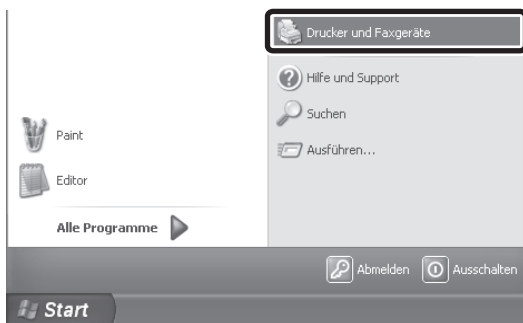 Drucker und Faxgeräte
Hilfe und Support
Suchen
Ausführen...
Paint
Editor
Alle Programme
Abmelden
Ausschalten
Start